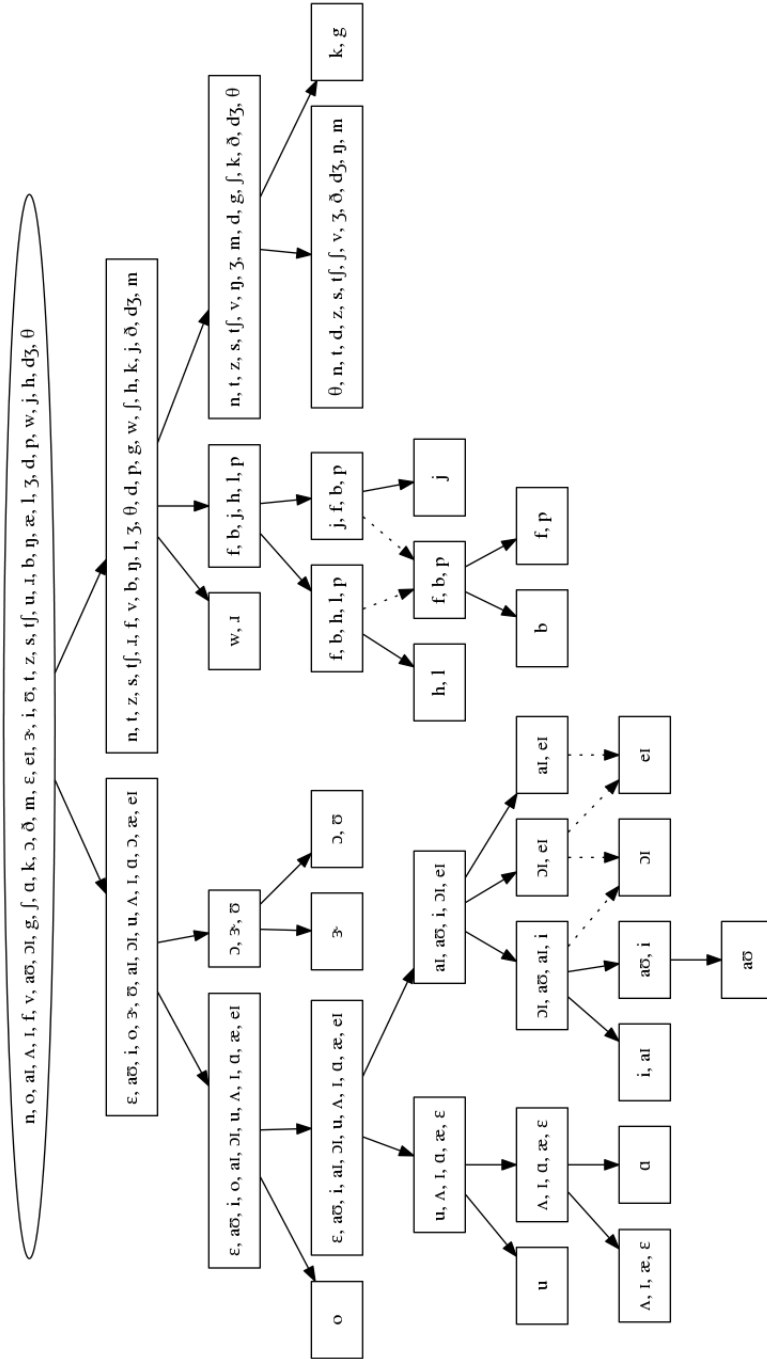 n, o, aɪ, ʌ, ɪ, f, v, aʊ, ɔɪ, g, ʃ, ɑ, k, ɔ, ð, m, ɛ, eɪ, ɝ, i, ʊ, t, z, s, tʃ, u, ɹ, b, ŋ, æ, l, ʒ, d, p, w, j, h, dʒ, θ
ɛ, aʊ, i, o, ɝ, ʊ, aɪ, ɔɪ, u, ʌ, ɪ, ɑ, ɔ, æ, eɪ
n, t, z, s, tʃ, ɹ, f, v, b, ŋ, l, ʒ, θ, d, p, g, w, ʃ, h, k, j, ð, dʒ, m
ɛ, aʊ, i, o, aɪ, ɔɪ, u, ʌ, ɪ, ɑ, æ, eɪ
ɔ, ɝ, ʊ
w, ɹ
f, b, j, h, l, p
n, t, z, s, tʃ, v, ŋ, ʒ, m, d, g, ʃ, k, ð, dʒ, θ
o
ɛ, aʊ, i, aɪ, ɔɪ, u, ʌ, ɪ, ɑ, æ, eɪ
ɝ
ɔ, ʊ
f, b, h, l, p
j, f, b, p
θ, n, t, d, z, s, tʃ, ʃ, v, ʒ, ð, dʒ, ŋ, m
k, g
u, ʌ, ɪ, ɑ, æ, ɛ
aɪ, aʊ, i, ɔɪ, eɪ
h, l
f, b, p
j
u
ʌ, ɪ, ɑ, æ, ɛ
ɔɪ, aʊ, aɪ, i
ɔɪ, eɪ
aɪ, eɪ
b
f, p
ʌ, ɪ, æ, ɛ
ɑ
i, aɪ
aʊ, i
ɔɪ
eɪ
aʊ